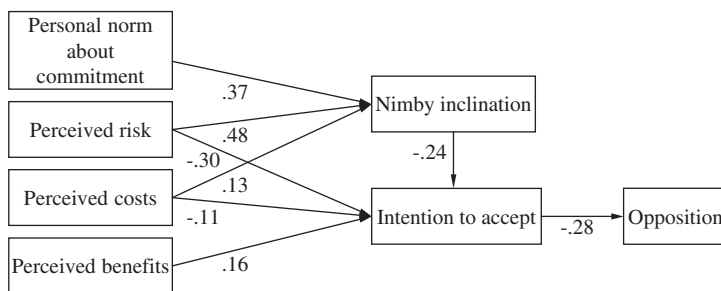 Personal norm
about
commitment
.37
Nimby inclination
Perceived risk
.48
-.30
-.24
.13
Perceived costs
-.11
Intention to accept
-.28
Opposition
Perceived benefits
.16